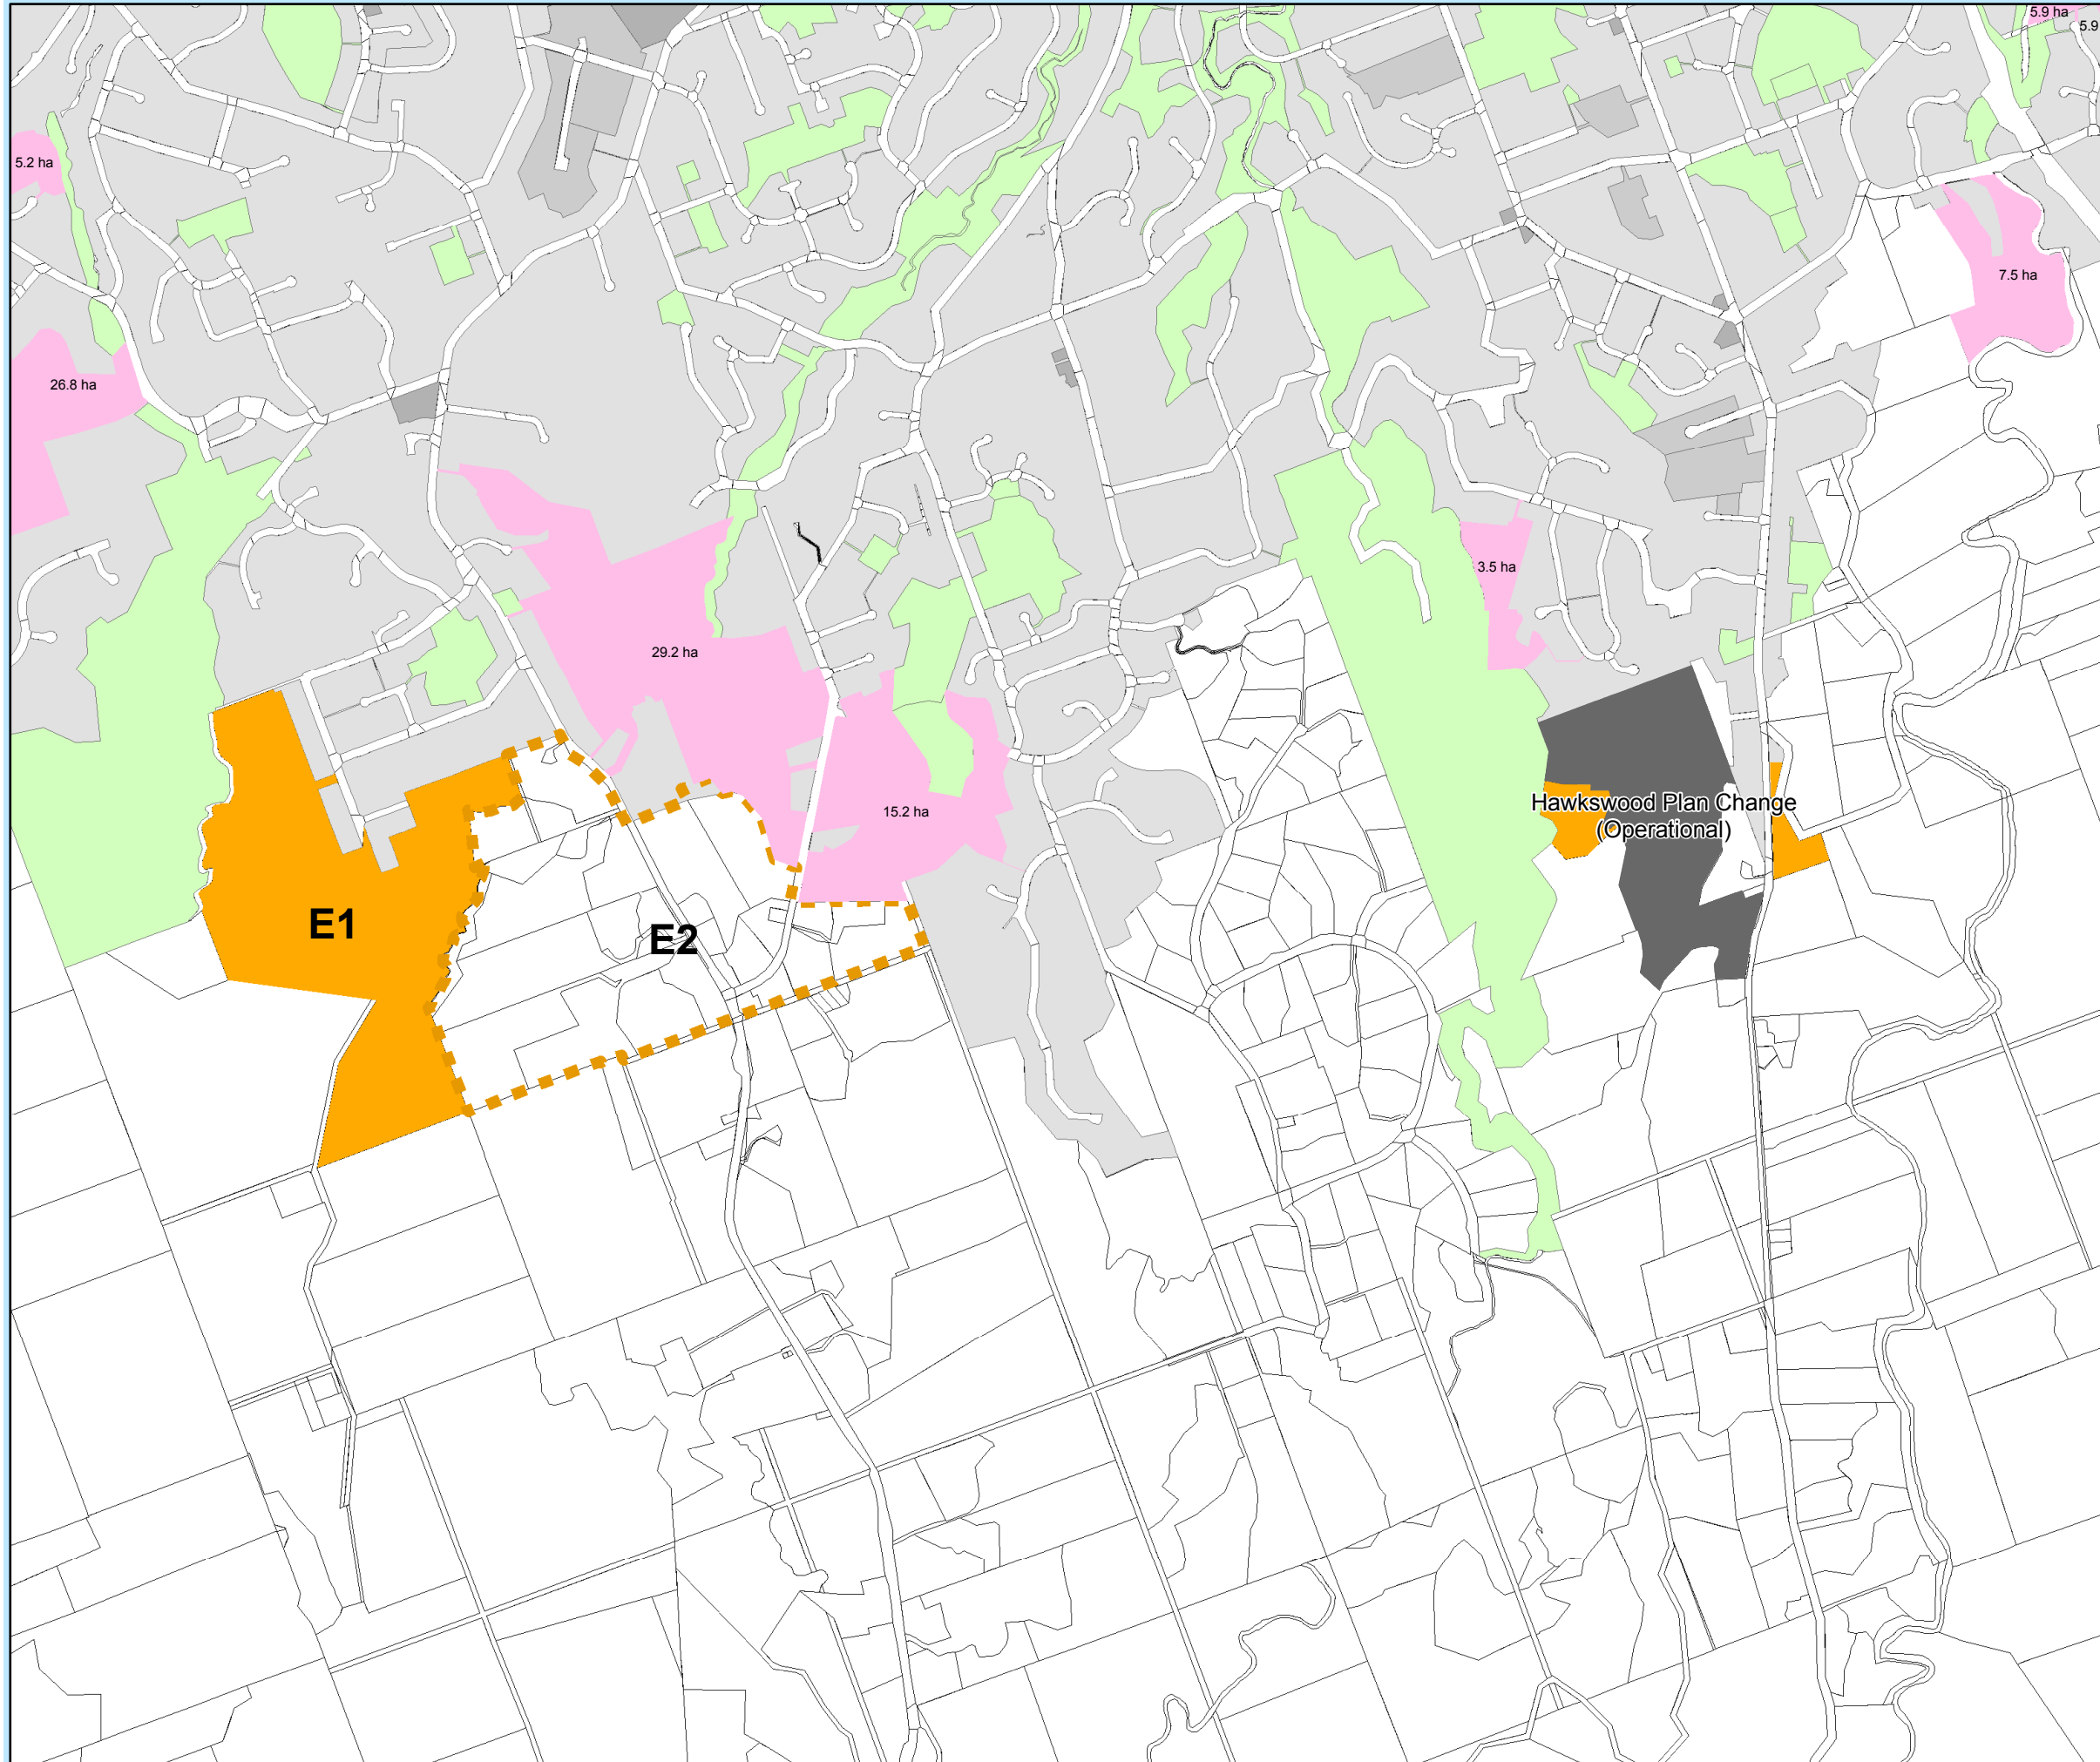 5.9 ha
5.9
5.2 ha
7.5 ha
26.8 ha
3.5 ha
29.2 ha
15.2 ha
Hawkswood Plan Change
(Operational)
E1
E2